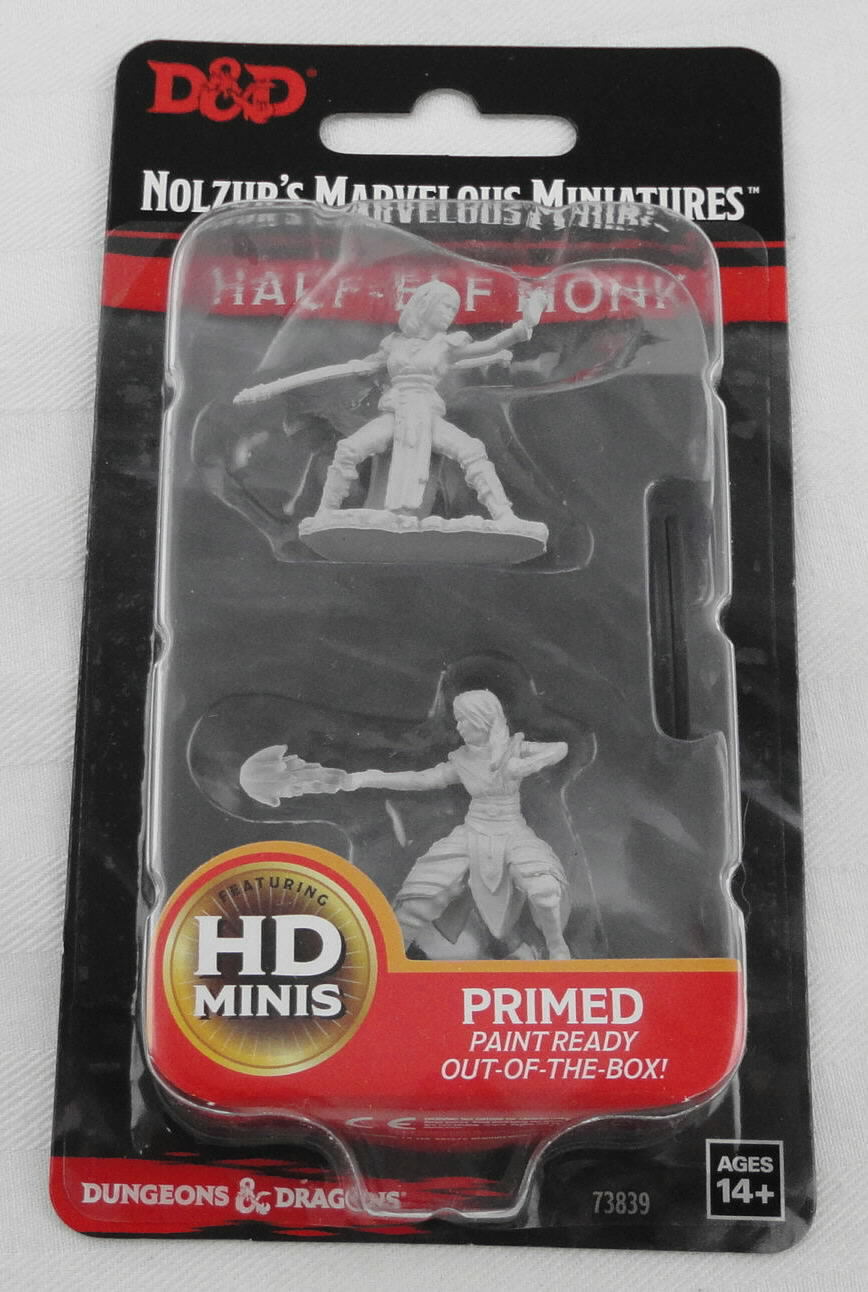 D&D®
NOLZUR'S MARVELOUS MINIATURES™
HALF-ELF MONK
FEATURING
HD
MINIS
PRIMED
PAINT READY
OUT-OF-THE-BOX!
CE
AGES
14+
DUNGEONS & DRAGONS®
73839